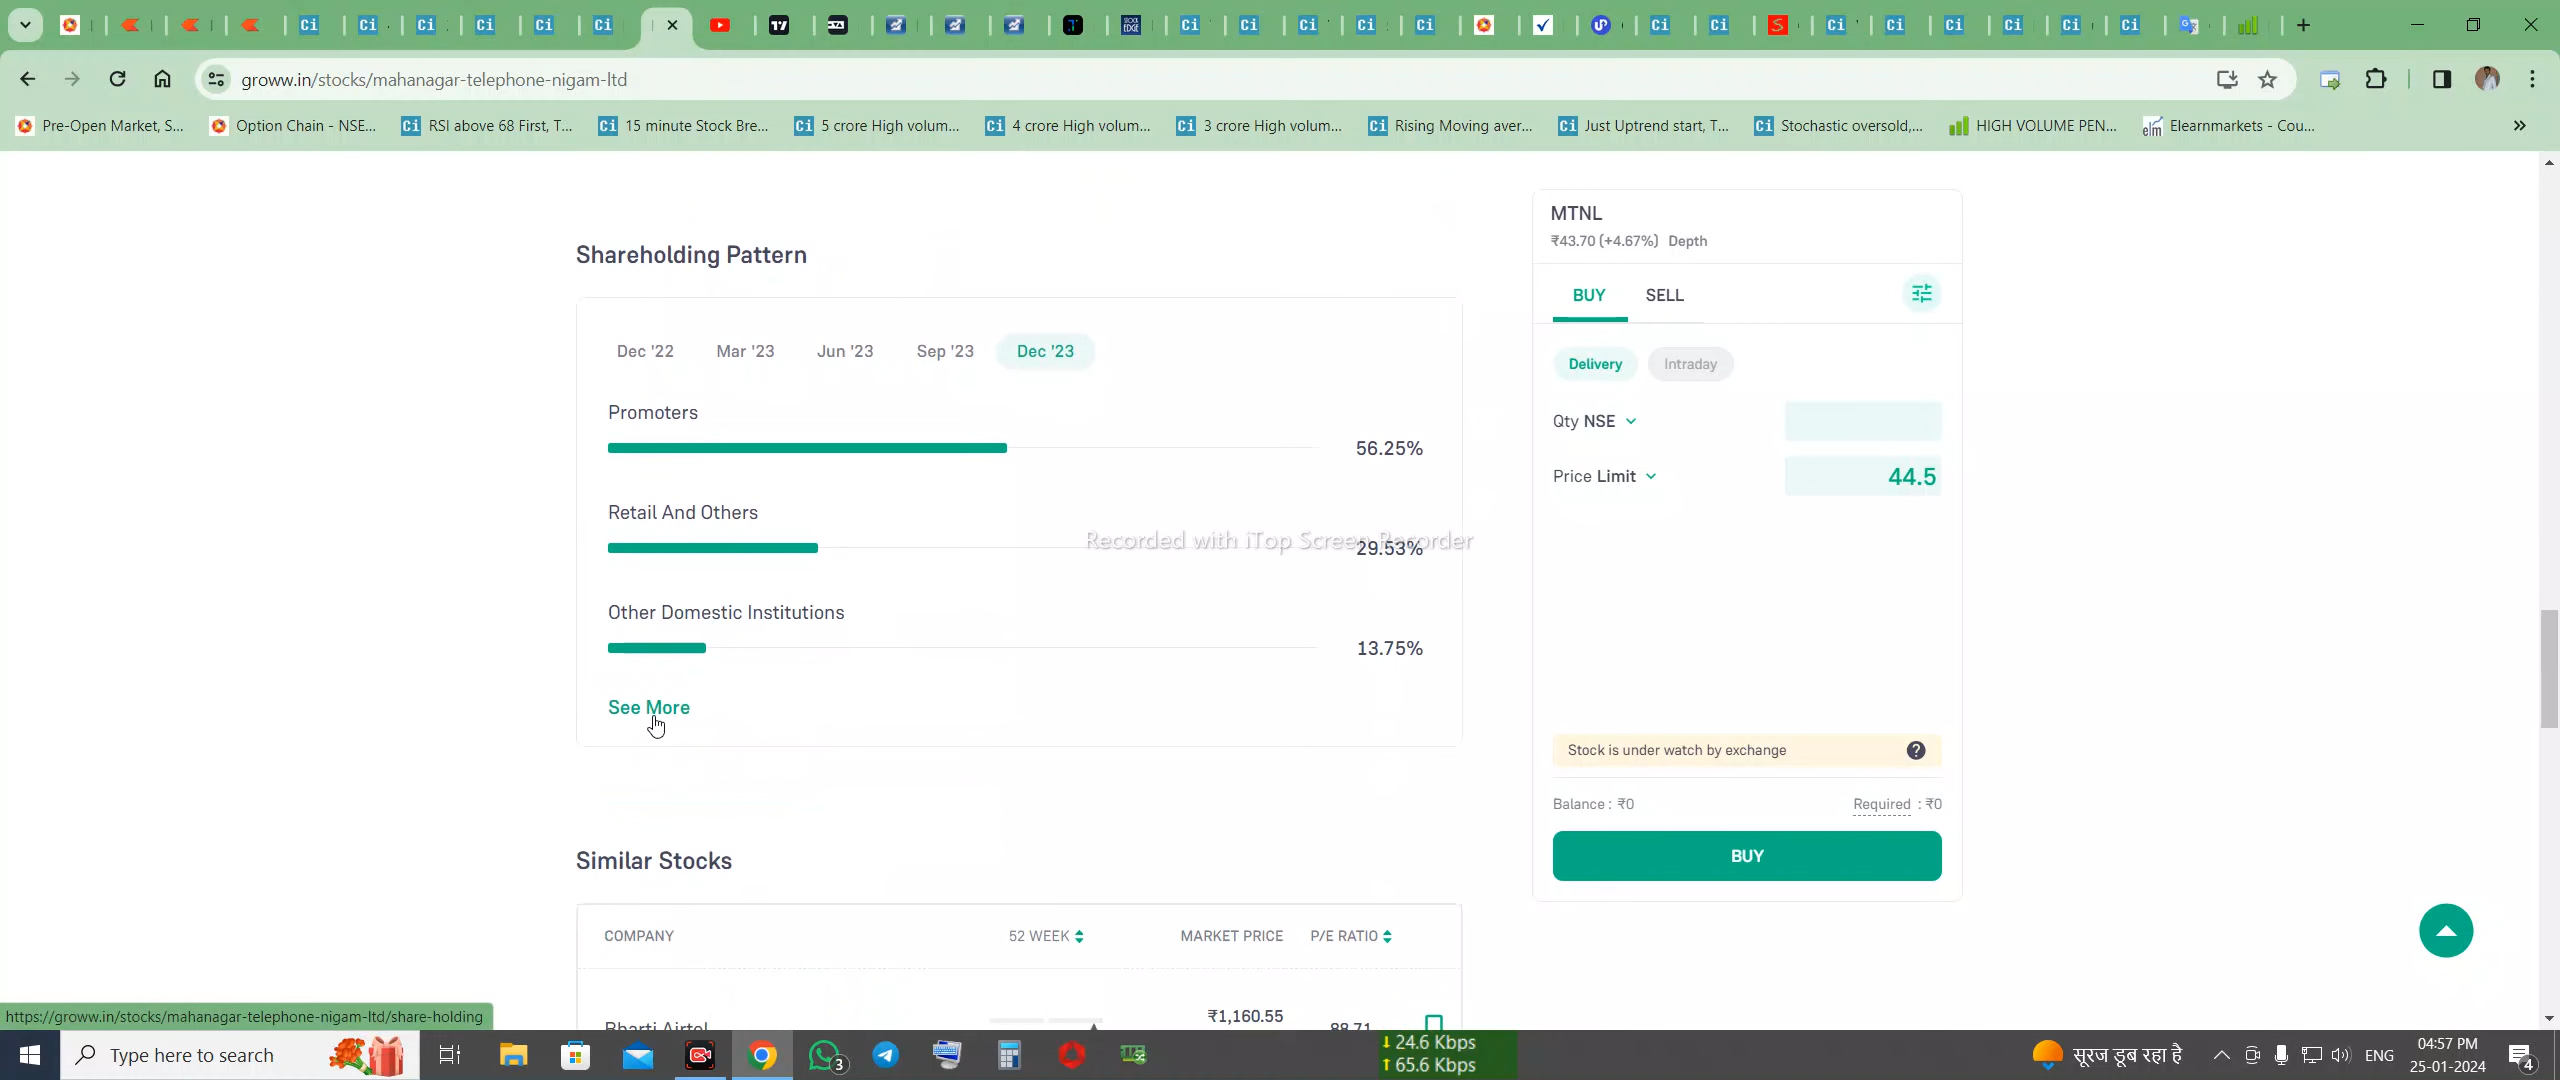 groww.in/stocks/mahanagar-telephone-nigam-ltd
Pre-Open Market, S...
Option Chain - NSE...
RSI above 68 First, T...
15 minute Stock Bre...
5 crore High volum...
4 crore High volum...
3 crore High volum...
Rising Moving aver...
Just Uptrend start, T...
Stochastic oversold,...
HIGH VOLUME PEN...
Elearnmarkets - Cou...
Shareholding Pattern
Dec '22 Mar '23 Jun '23 Sep '23 Dec '23
Promoters
56.25%
Retail And Others
29.53%
Other Domestic Institutions
13.75%
See More
Recorded with iTop Screen Recorder
Similar Stocks
COMPANY 52 WEEK MARKET PRICE P/E RATIO
Bharti Airtel ₹1,160.55 88.71
MTNL
₹43.70 (+4.67%) Depth
BUY SELL
Delivery Intraday
Qty NSE
Price Limit 44.5
Stock is under watch by exchange ?
Balance : ₹0 Required : ₹0
BUY
https://groww.in/stocks/mahanagar-telephone-nigam-ltd/share-holding
Type here to search
3
24.6 Kbps
65.6 Kbps
सूरज डूब रहा है
ENG
04:57 PM
25-01-2024
4